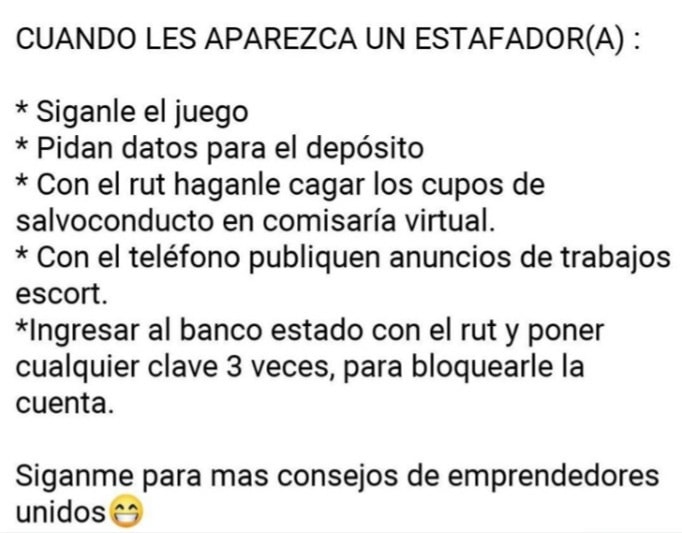 CUANDO LES APAREZCA UN ESTAFADOR(A) :
* Siganle el juego
* Pidan datos para el depósito
* Con el rut haganle cagar los cupos de
salvoconducto en comisaría virtual.
* Con el teléfono publiquen anuncios de trabajos
escort.
*Ingresar al banco estado con el rut y poner
cualquier clave 3 veces, para bloquearle la
cuenta.
Siganme para mas consejos de emprendedores
unidos😁